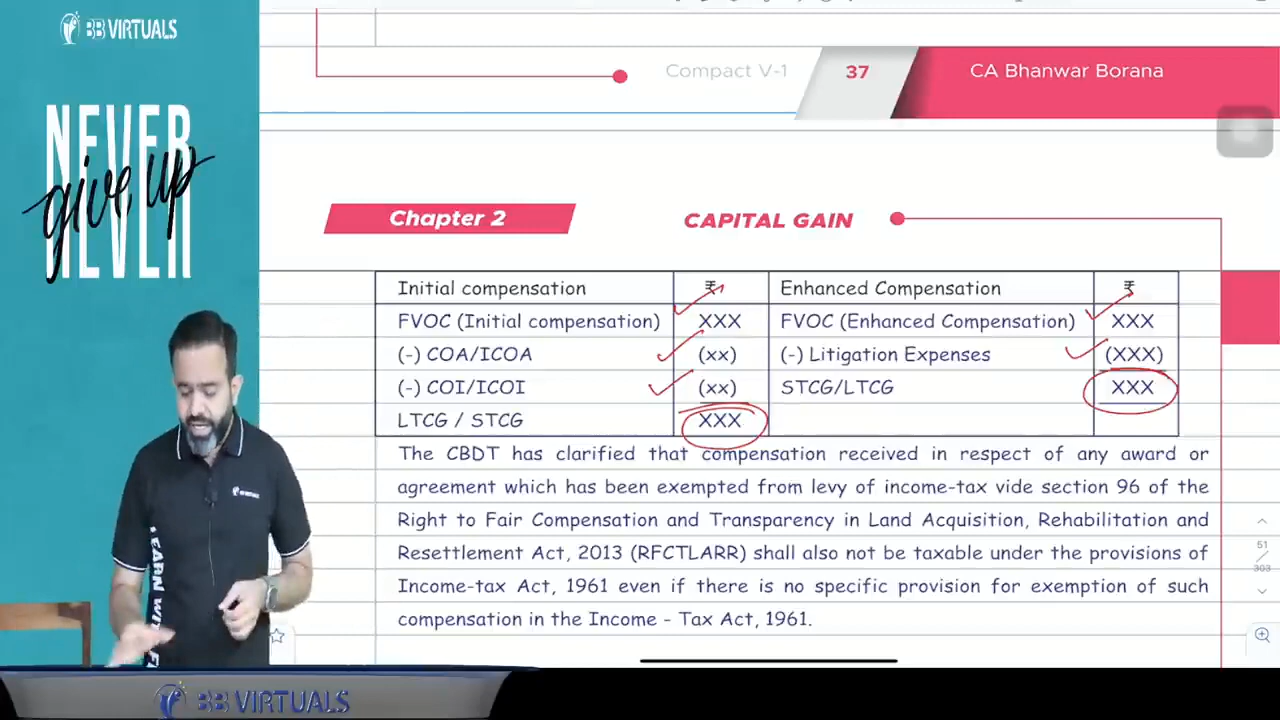 BB VIRTUALS
NEVER
give up
NEVER
Compact V-1 37 CA Bhanwar Borana
Chapter 2 CAPITAL GAIN
Initial compensation ₹ Enhanced Compensation ₹
FVOC (Initial compensation) XXX FVOC (Enhanced Compensation) XXX
(-) COA/ICOA (xx) (-) Litigation Expenses (XXX)
(-) COI/ICOI (xx) STCG/LTCG XXX
LTCG / STCG XXX
The CBDT has clarified that compensation received in respect of any award or
agreement which has been exempted from levy of income-tax vide section 96 of the
Right to Fair Compensation and Transparency in Land Acquisition, Rehabilitation and
Resettlement Act, 2013 (RFCTLARR) shall also not be taxable under the provisions of
Income-tax Act, 1961 even if there is no specific provision for exemption of such
compensation in the Income - Tax Act, 1961.
51
303
BB VIRTUALS